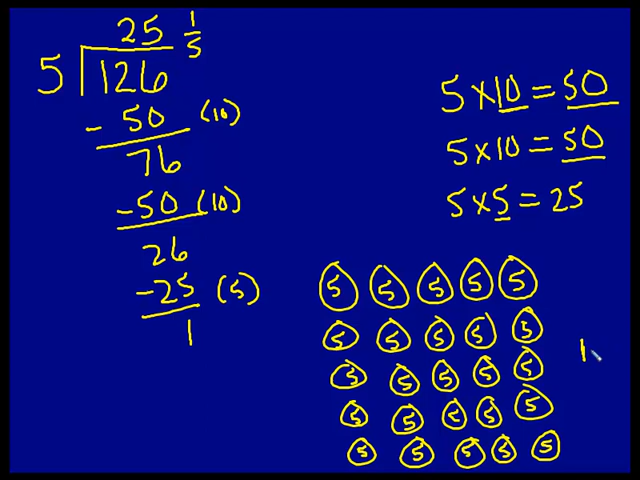 25 1/5
5 126
- 50 (10)
76
-50 (10)
26
-25 (5)
1
5 × 10 = 50
5 × 10 = 50
5 × 5 = 25
5 5 5 5 5
5 5 5 5 5
5 5 5 5 5
5 5 5 5 5
5 5 5 5 5
1